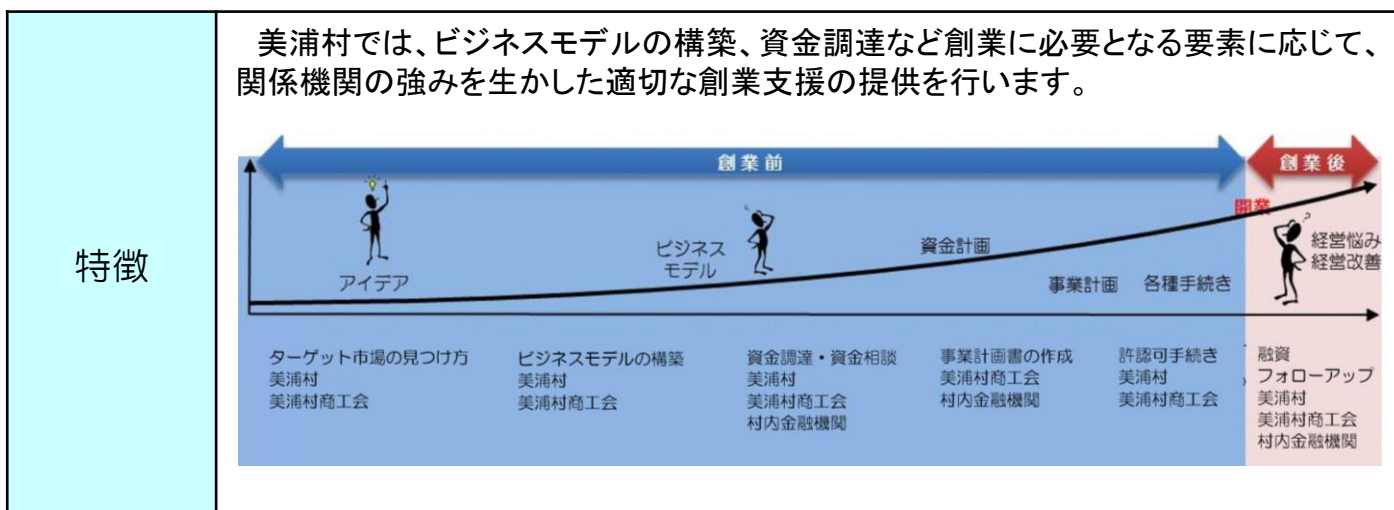 特徴
美浦村では、ビジネスモデルの構築、資金調達など創業に必要となる要素に応じて、
関係機関の強みを生かした適切な創業支援の提供を行います。
創業前
創業後
開業
アイデア
ビジネス
モデル
資金計画
事業計画
各種手続き
経営悩み
経営改善
ターゲット市場の見つけ方
美浦村
美浦村商工会
ビジネスモデルの構築
美浦村
美浦村商工会
資金調達・資金相談
美浦村
美浦村商工会
村内金融機関
事業計画書の作成
美浦村商工会
村内金融機関
許認可手続き
美浦村
美浦村商工会
融資
フォローアップ
美浦村
美浦村商工会
村内金融機関